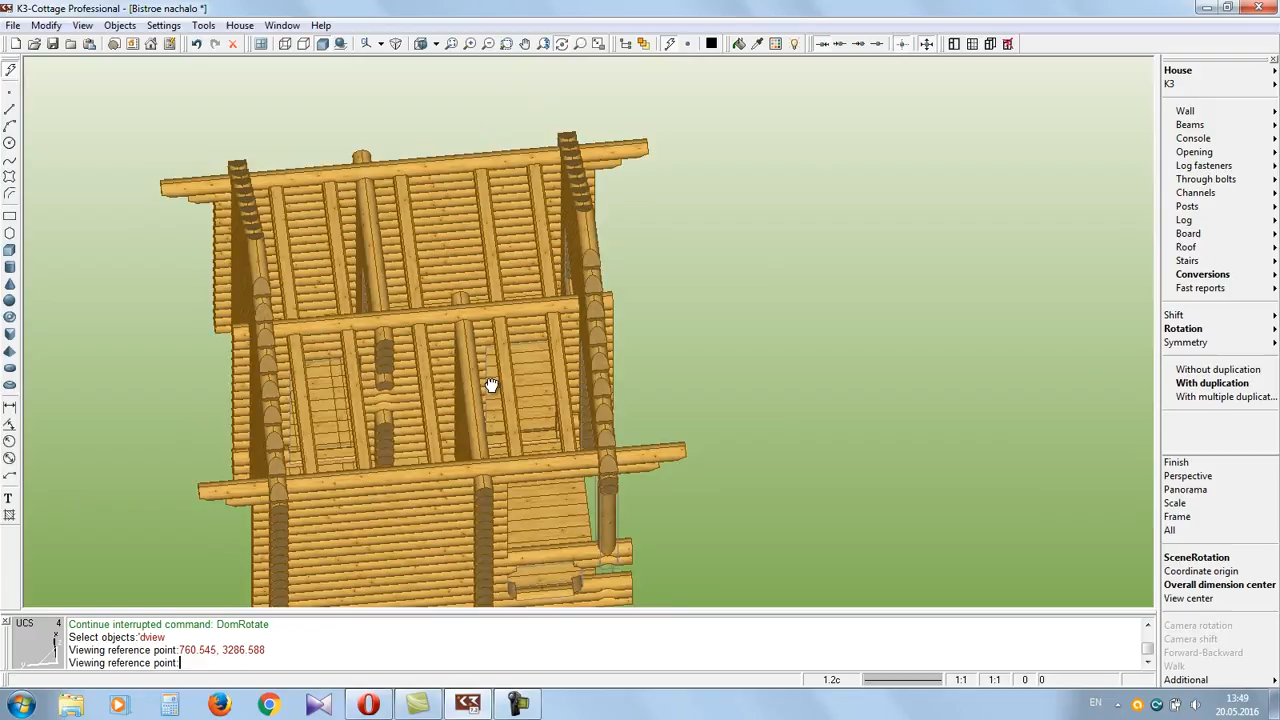 K3-Cottage Professional - [Bistroe nachalo *]
File Modify View Objects Settings Tools House Window Help
House
K3
Wall
Beams
Console
Opening
Log fasteners
Through bolts
Channels
Posts
Log
Board
Roof
Stairs
Conversions
Fast reports
Shift
Rotation
Symmetry
Without duplication
With duplication
With multiple duplicat...
Finish
Perspective
Panorama
Scale
Frame
All
SceneRotation
Coordinate origin
Overall dimension center
View center
Camera rotation
Camera shift
Forward-Backward
Walk
Additional
UCS 4
Continue interrupted command: DomRotate
Select objects:'dview
Viewing reference point:760.545, 3286.588
Viewing reference point:
1.2c 1:1 1:1 0 0
EN 13:49
20.05.2016